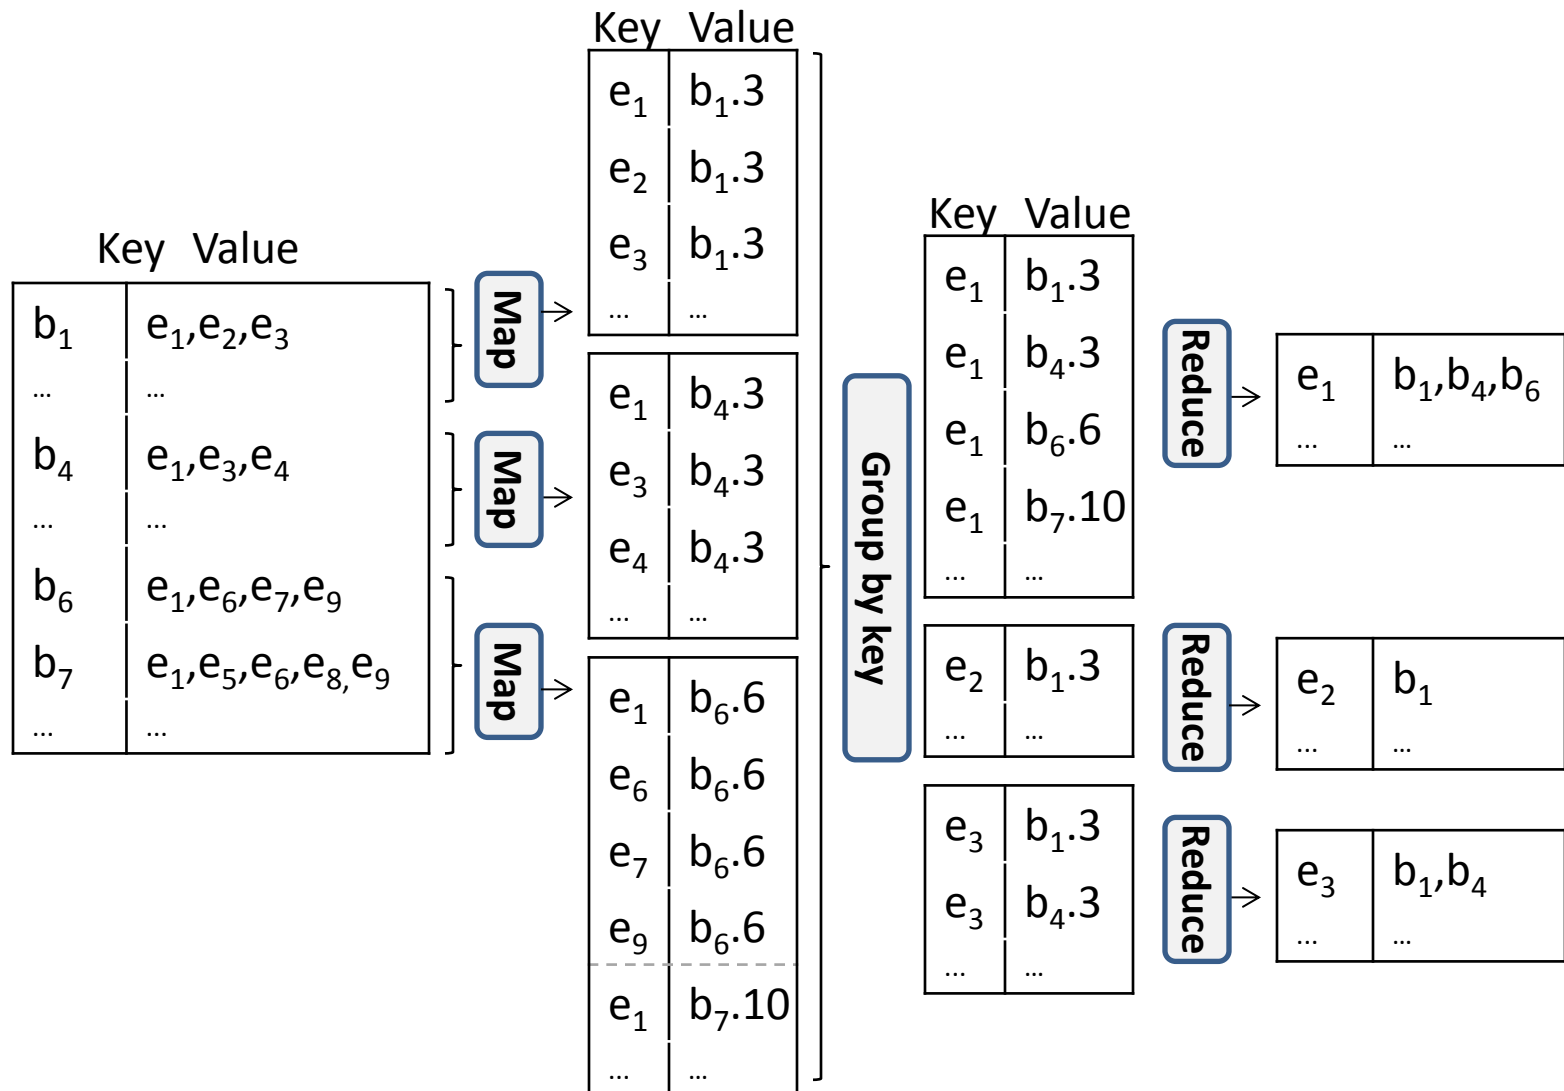 Key Value
b₁ e₁,e₂,e₃
... ...
b₄ e₁,e₃,e₄
... ...
b₆ e₁,e₆,e₇,e₉
b₇ e₁,e₅,e₆,e₈,e₉
... ...
Map
Map
Map
Key Value
e₁ b₁.3
e₂ b₁.3
e₃ b₁.3
... ...
e₁ b₄.3
e₃ b₄.3
e₄ b₄.3
... ...
e₁ b₆.6
e₆ b₆.6
e₇ b₆.6
e₉ b₆.6
e₁ b₇.10
... ...
Group by key
Key Value
e₁ b₁.3
e₁ b₄.3
e₁ b₆.6
e₁ b₇.10
... ...
e₂ b₁.3
... ...
e₃ b₁.3
e₃ b₄.3
... ...
Reduce
Reduce
Reduce
e₁ b₁,b₄,b₆
... ...
e₂ b₁
... ...
e₃ b₁,b₄
... ...